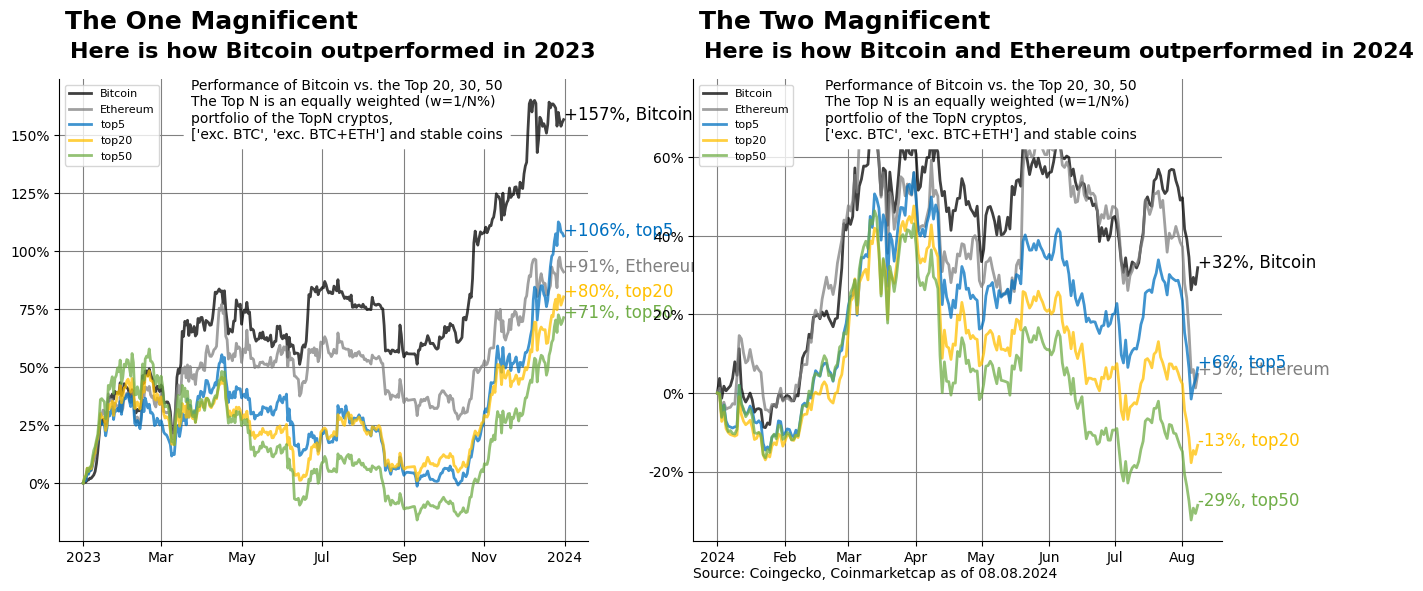 The One Magnificent
Here is how Bitcoin outperformed in 2023
Performance of Bitcoin vs. the Top 20, 30, 50
The Top N is an equally weighted (w=1/N%)
portfolio of the TopN cryptos,
['exc. BTC', 'exc. BTC+ETH'] and stable coins
Bitcoin
Ethereum
top5
top20
top50
150%
125%
100%
75%
50%
25%
0%
+157%, Bitcoin
+106%, top5
+91%, Ethereum
+80%, top20
+71%, top50
2023 Mar May Jul Sep Nov 2024
The Two Magnificent
Here is how Bitcoin and Ethereum outperformed in 2024
Performance of Bitcoin vs. the Top 20, 30, 50
The Top N is an equally weighted (w=1/N%)
portfolio of the TopN cryptos,
['exc. BTC', 'exc. BTC+ETH'] and stable coins
Bitcoin
Ethereum
top5
top20
top50
60%
40%
20%
0%
-20%
+32%, Bitcoin
+6%, top5
+5%, Ethereum
-13%, top20
-29%, top50
2024 Feb Mar Apr May Jun Jul Aug
Source: Coingecko, Coinmarketcap as of 08.08.2024